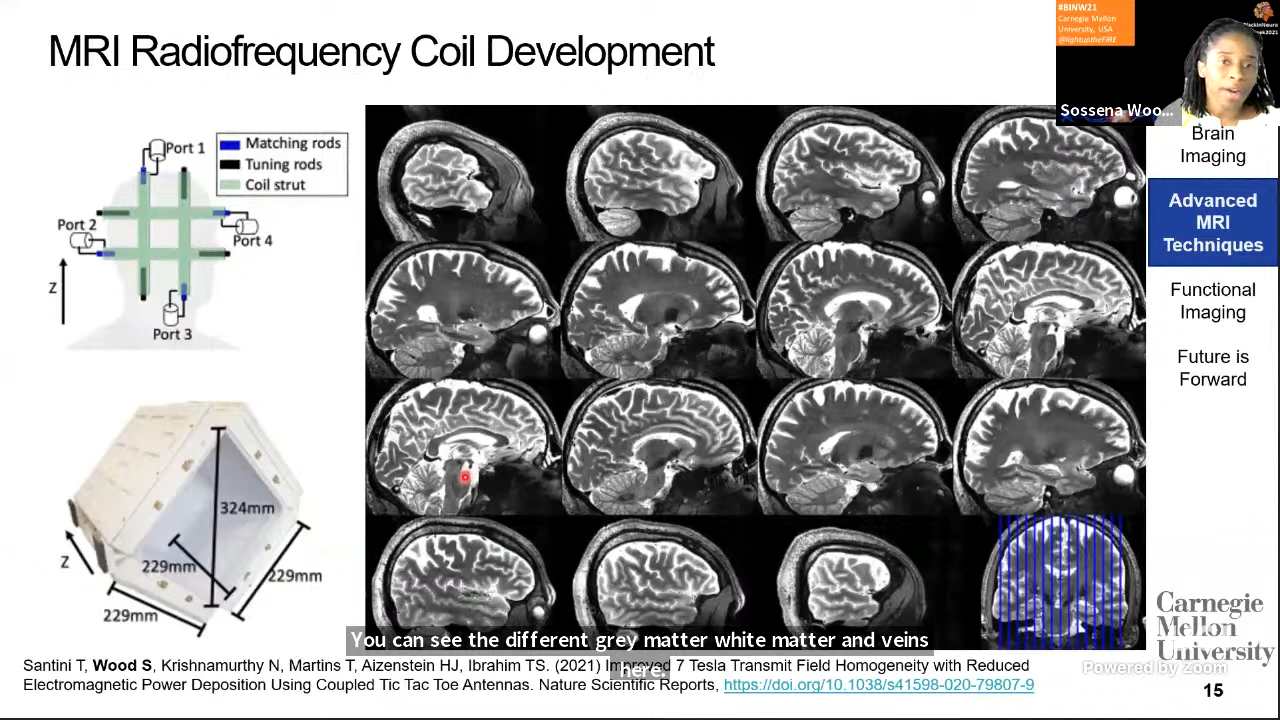 MRI Radiofrequency Coil Development
#BINW21
Carnegie Mellon
University, USA
@lightuptheFIRE
Sossena Woo...
Brain
Imaging
Advanced
MRI
Techniques
Functional
Imaging
Future is
Forward
Port 1
Matching rods
Tuning rods
Coil strut
Port 2
Port 4
Z
Port 3
324mm
Z
229mm
229mm
229mm
You can see the different grey matter white matter and veins
here.
Santini T, Wood S, Krishnamurthy N, Martins T, Aizenstein HJ, Ibrahim TS. (2021) Improved 7 Tesla Transmit Field Homogeneity with Reduced
Electromagnetic Power Deposition Using Coupled Tic Tac Toe Antennas. Nature Scientific Reports, https://doi.org/10.1038/s41598-020-79807-9
Carnegie
Mellon
University
Powered by Zoom
15